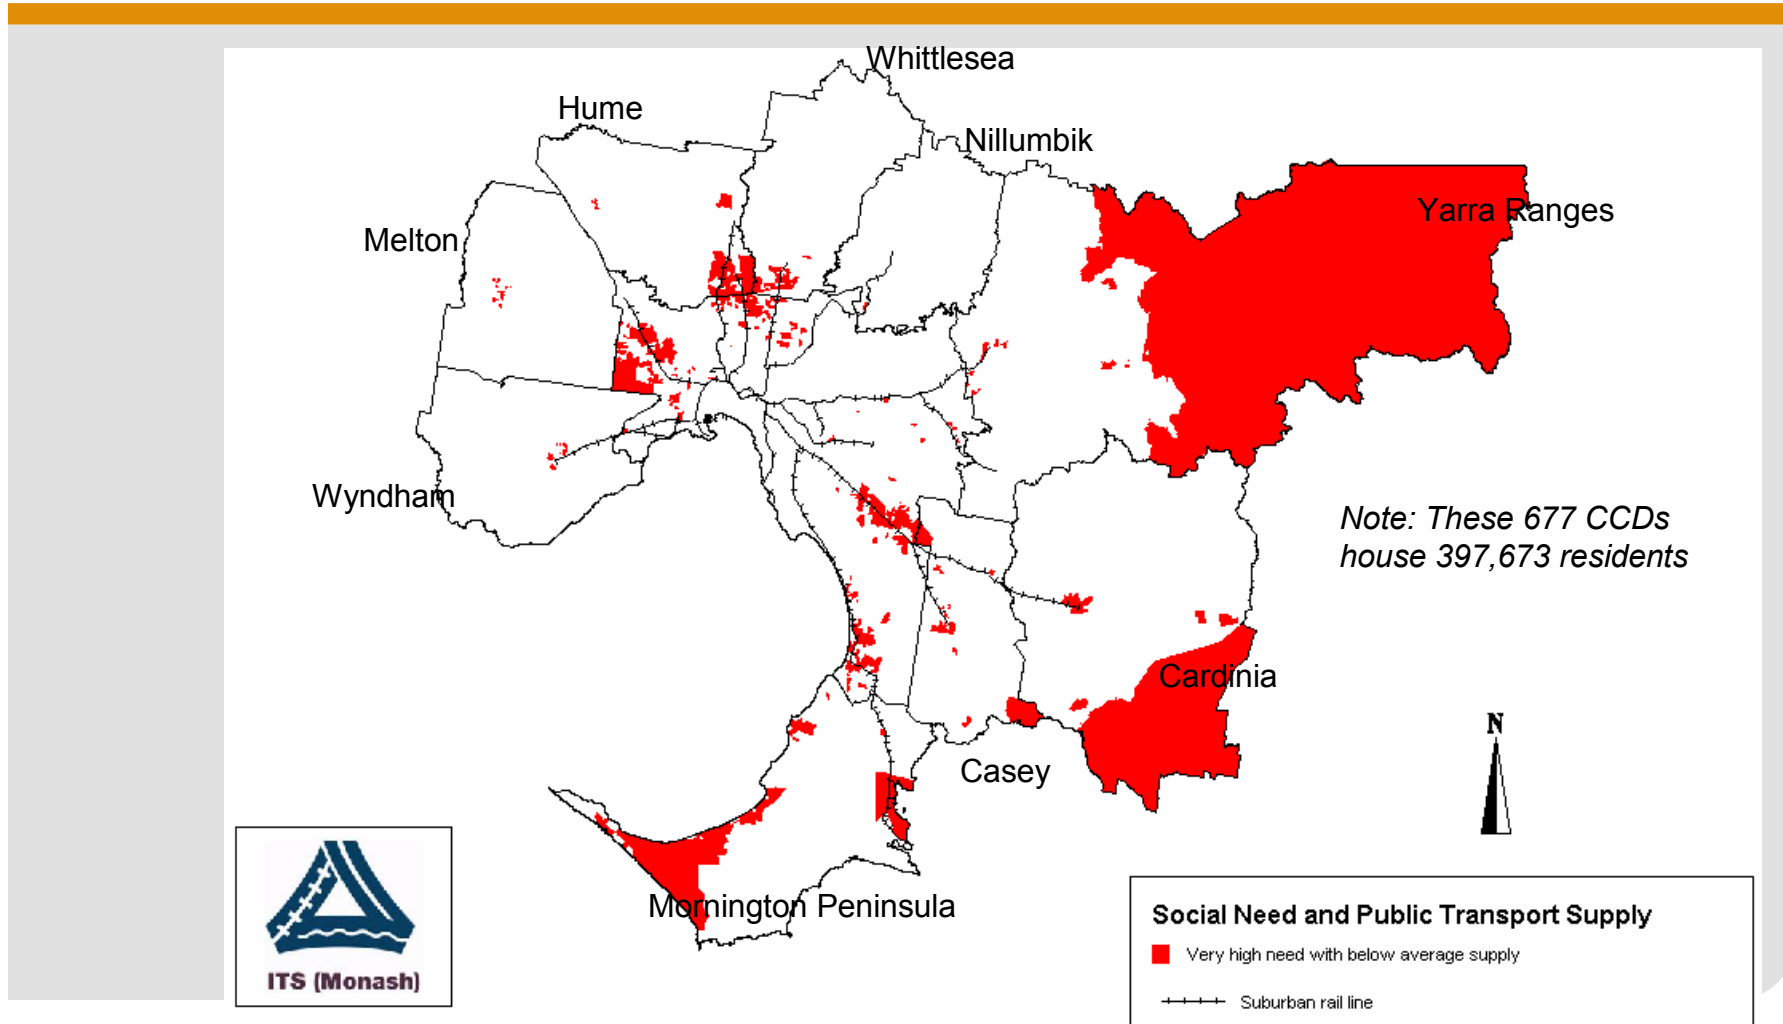 Whittlesea
Hume
Nillumbik
Yarra Ranges
Melton
Wyndham
Note: These 677 CCDs
house 397,673 residents
Cardinia
Casey
N
Mornington Peninsula
ITS (Monash)
Social Need and Public Transport Supply
Very high need with below average supply
Suburban rail line